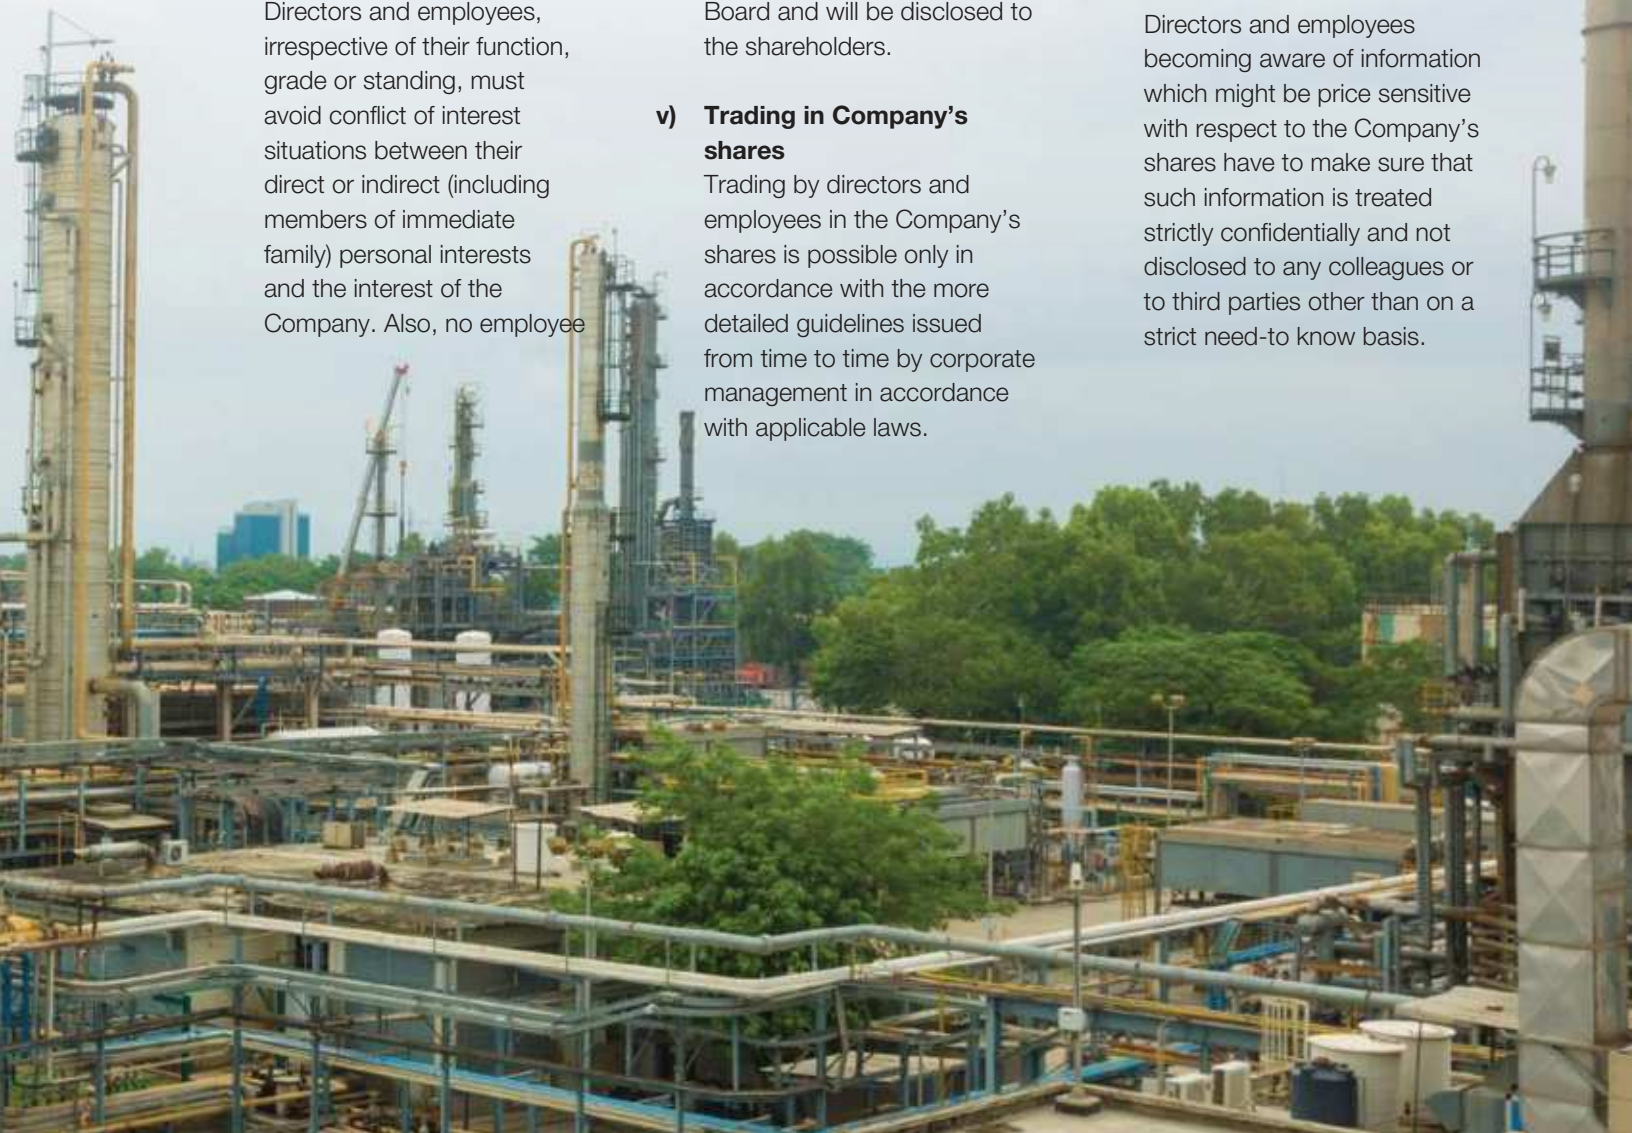 Directors and employees,
irrespective of their function,
grade or standing, must
avoid conflict of interest
situations between their
direct or indirect (including
members of immediate
family) personal interests
and the interest of the
Company. Also, no employee
Board and will be disclosed to
the shareholders.
v) Trading in Company’s
shares
Trading by directors and
employees in the Company’s
shares is possible only in
accordance with the more
detailed guidelines issued
from time to time by corporate
management in accordance
with applicable laws.
Directors and employees
becoming aware of information
which might be price sensitive
with respect to the Company’s
shares have to make sure that
such information is treated
strictly confidentially and not
disclosed to any colleagues or
to third parties other than on a
strict need-to know basis.